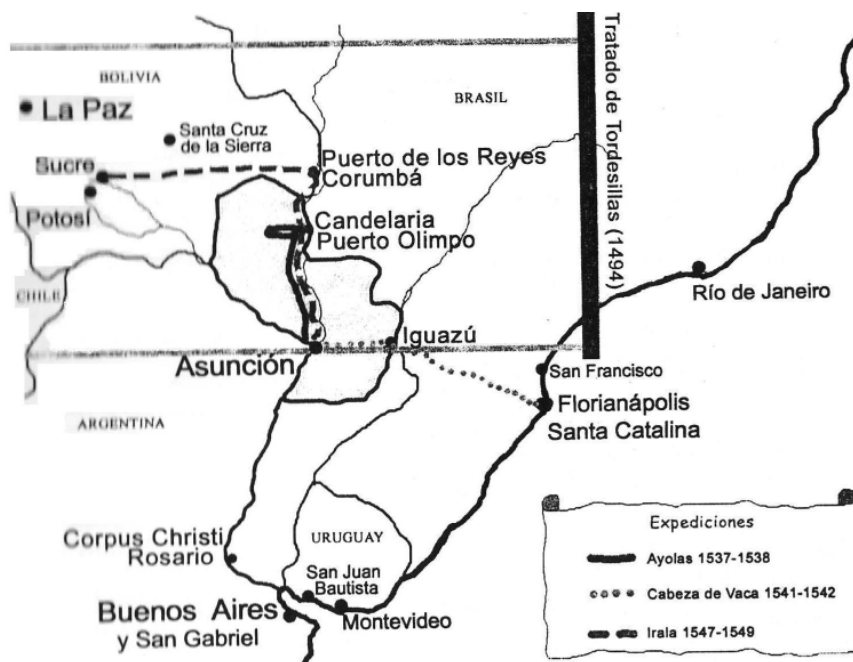 BOLIVIA
La Paz
Santa Cruz
de la Sierra
Sucre
Potosí
BRASIL
Puerto de los Reyes
Corumbá
Candelaria
Puerto Olimpo
Tratado de Tordesillas (1494)
Río de Janeiro
CHILE
Iguazú
Asunción
San Francisco
Florianápolis
Santa Catalina
ARGENTINA
Corpus Christi
Rosario
URUGUAY
San Juan
Bautista
Buenos Aires
y San Gabriel
Montevideo
Expediciones
Ayolas 1537-1538
Cabeza de Vaca 1541-1542
Irala 1547-1549